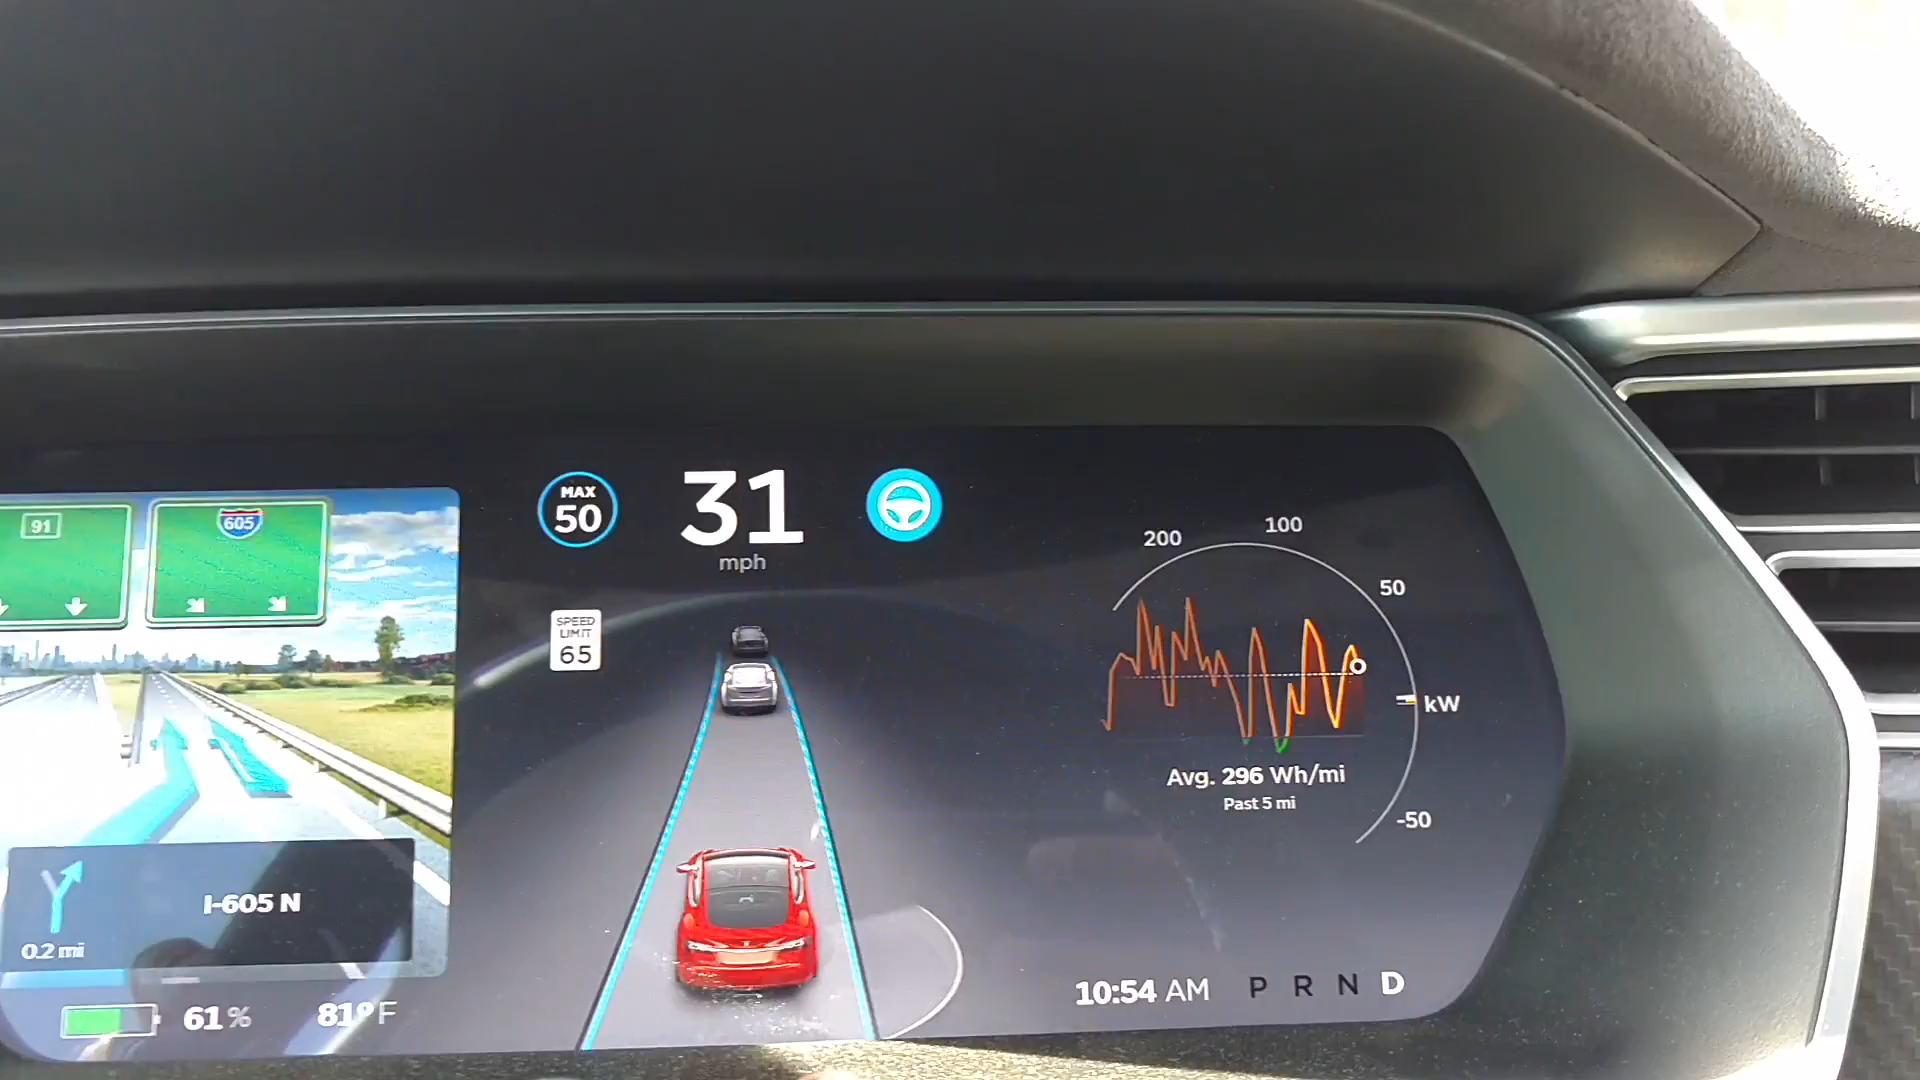 91
605
I-605 N
0.2 mi
61 %
81°F
MAX
50
31
mph
SPEED
LIMIT
65
200
100
50
kW
-50
Avg. 296 Wh/mi
Past 5 mi
10:54 AM
P R N D